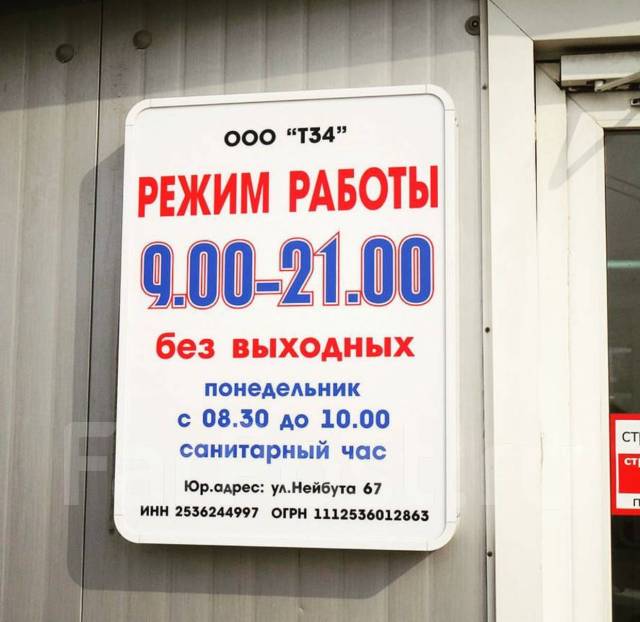 ООО "Т34"
РЕЖИМ РАБОТЫ
9.00-21.00
без выходных
понедельник
с 08.30 до 10.00
санитарный час
Юр.адрес: ул.Нейбута 67
ИНН 2536244997 ОГРН 1112536012863